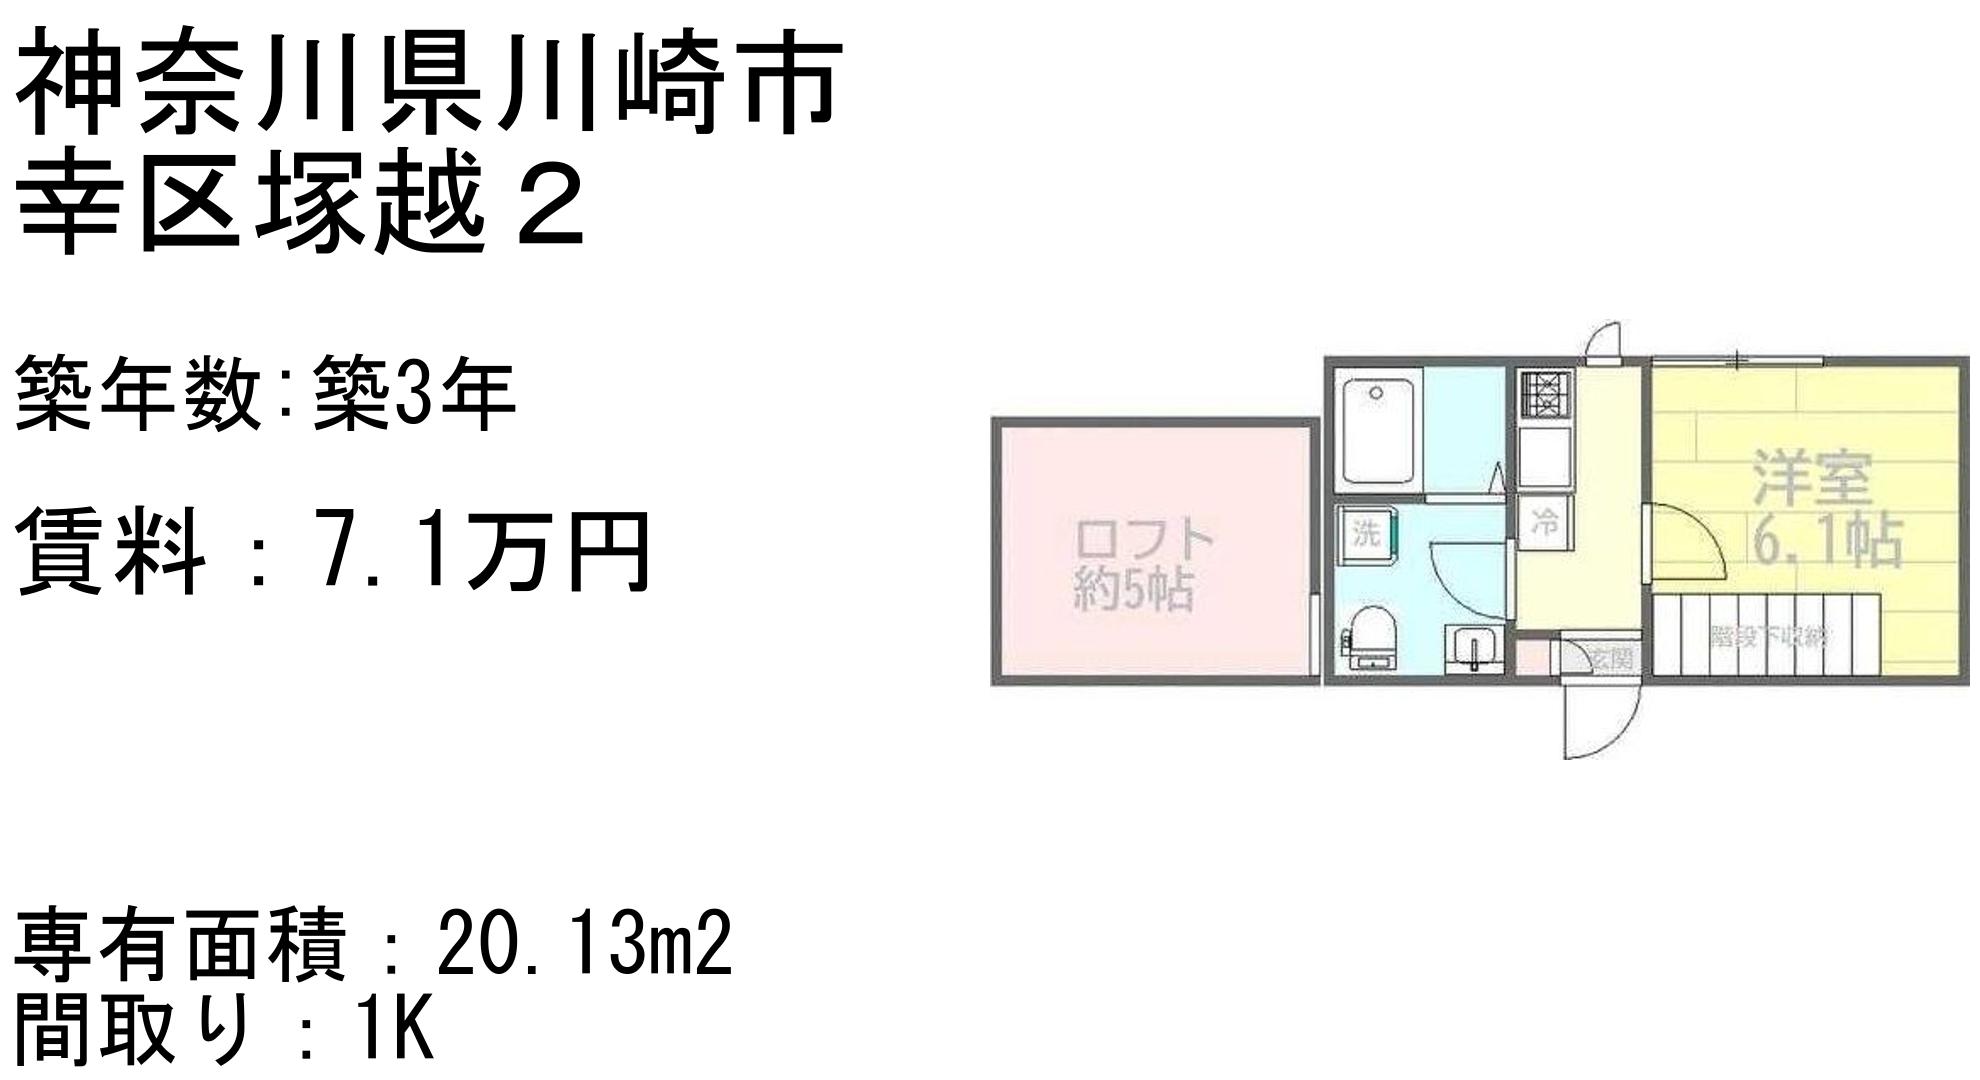 神奈川県川崎市
幸区塚越２
築年数:築3年
賃料：7.1万円
専有面積：20.13m2
間取り：1K
ロフト
約5帖
洗
冷
洋室
6.1帖
階段下収納
玄関